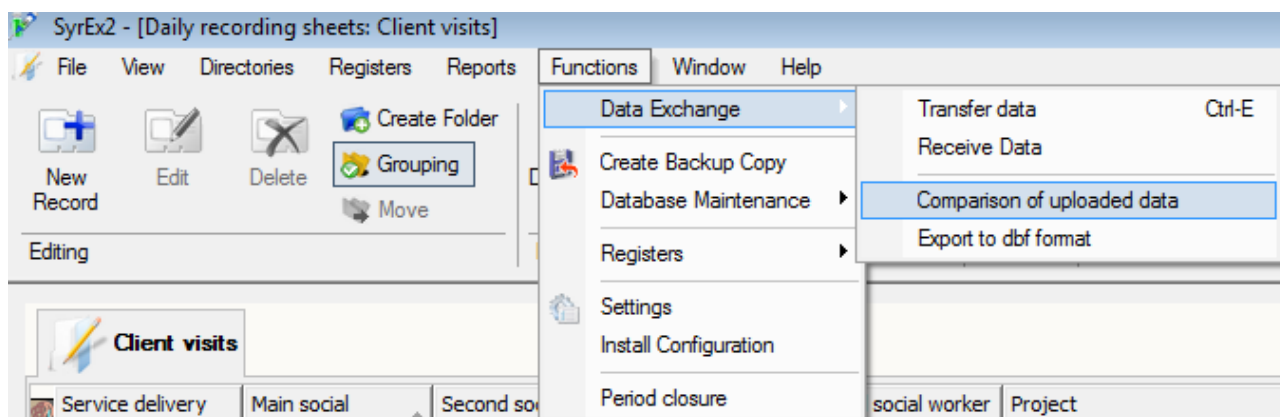 SyrEx2 - [Daily recording sheets: Client visits]
File View Directories Registers Reports Functions Window Help
New Record
Edit
Delete
Create Folder
Grouping
Move
Editing
Data Exchange
Create Backup Copy
Database Maintenance
Registers
Settings
Install Configuration
Period closure
Transfer data Ctrl-E
Receive Data
Comparison of uploaded data
Export to dbf format
Client visits
Service delivery Main social Second social worker Project